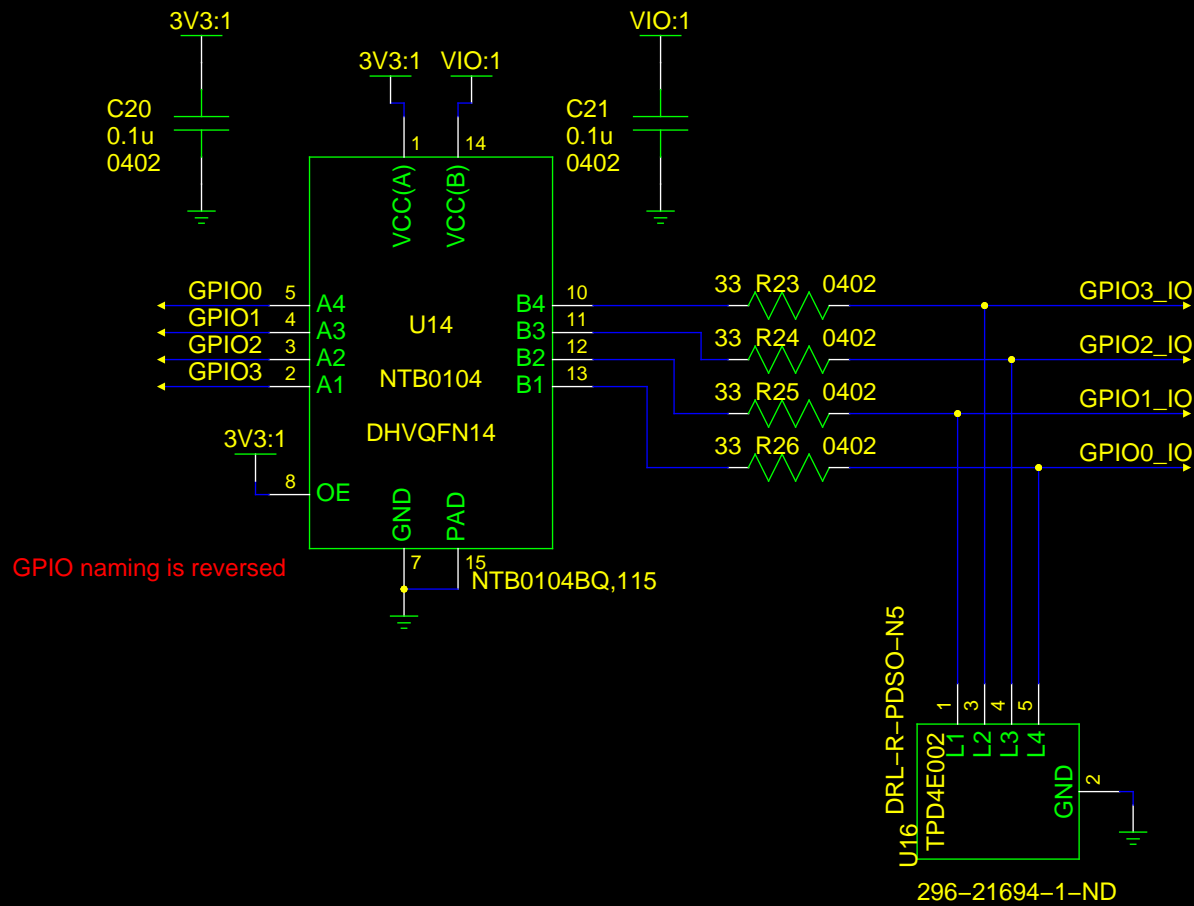 3V3:1
VIO:1
3V3:1
VIO:1
C20
0.1u
0402
C21
0.1u
0402
1
14
VCC(A)
VCC(B)
GPIO0
5
A4
GPIO1
4
A3
GPIO2
3
A2
GPIO3
2
A1
U14
NTB0104
DHVQFN14
B4
10
B3
11
B2
12
B1
13
33 R23 0402
GPIO3_IO
33 R24 0402
GPIO2_IO
33 R25 0402
GPIO1_IO
33 R26 0402
GPIO0_IO
3V3:1
8
OE
GND
PAD
7
15
NTB0104BQ,115
GPIO naming is reversed
DRL-R-PDSO-N5
1
3
4
5
L1
L2
L3
L4
TPD4E002
U16
GND
2
296-21694-1-ND